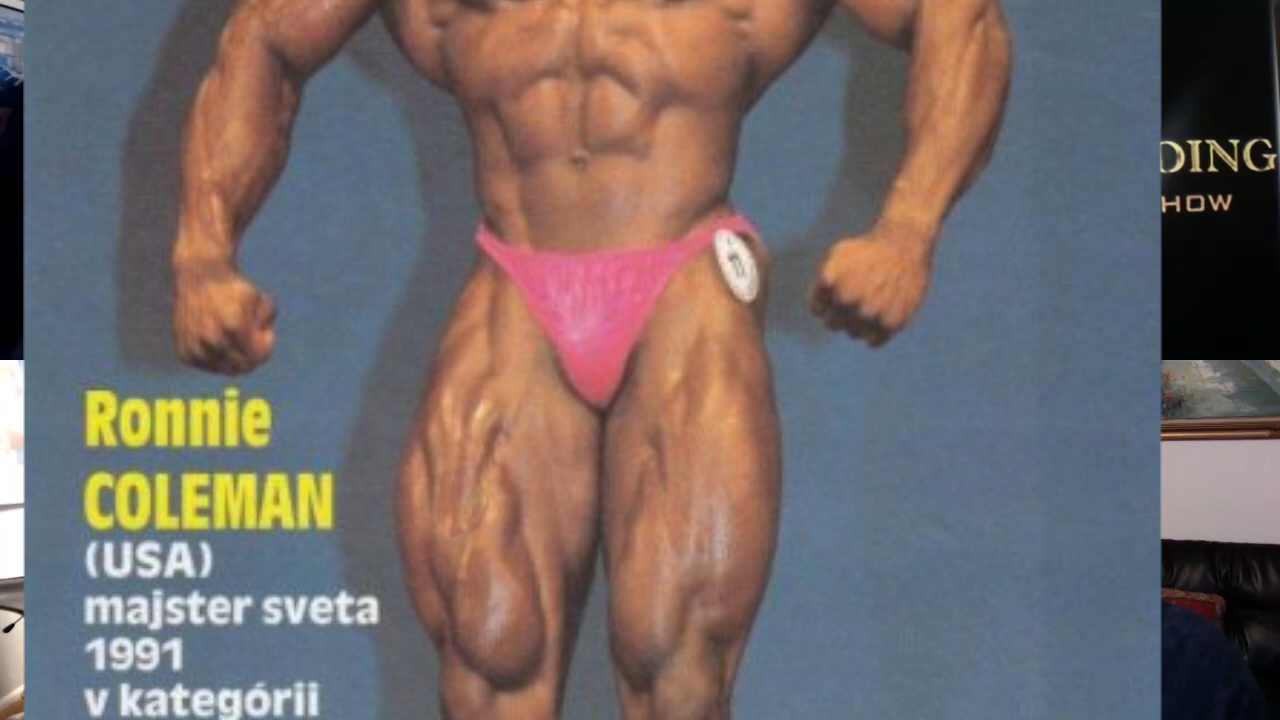 Ronnie
COLEMAN
(USA)
majster sveta
1991
v kategórii
DING
HOW